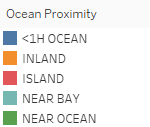 Ocean Proximity
<1H OCEAN
INLAND
ISLAND
NEAR BAY
NEAR OCEAN